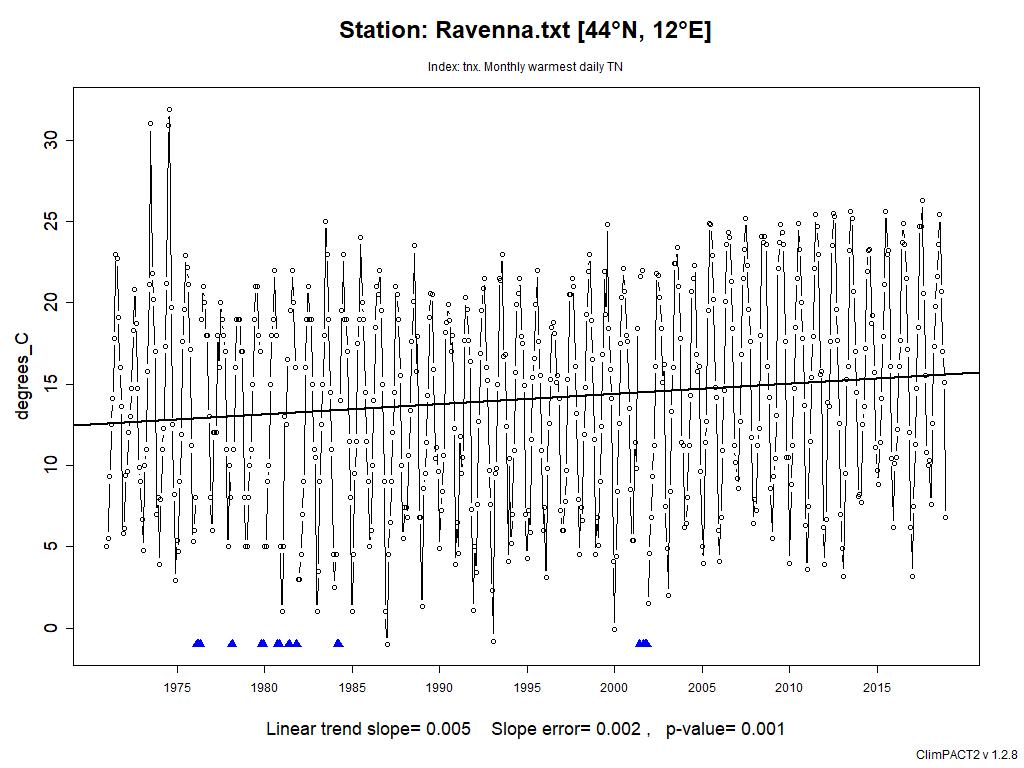 Station: Ravenna.txt [44°N, 12°E]
Index: tnx. Monthly warmest daily TN
degrees_C
30
25
20
15
10
5
0
1975 1980 1985 1990 1995 2000 2005 2010 2015
Linear trend slope= 0.005 Slope error= 0.002 , p-value= 0.001
ClimPACT2 v 1.2.8